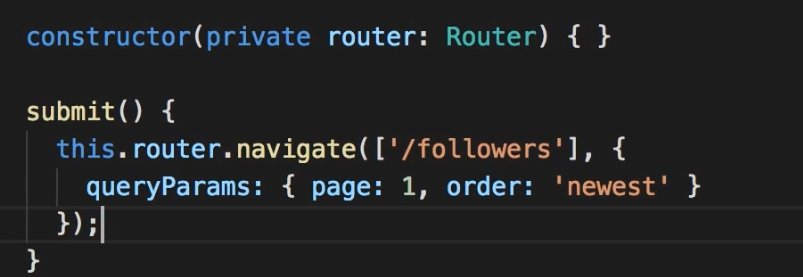 constructor(private router: Router) { }
submit() {
this.router.navigate(['/followers'], {
queryParams: { page: 1, order: 'newest' }
});
}